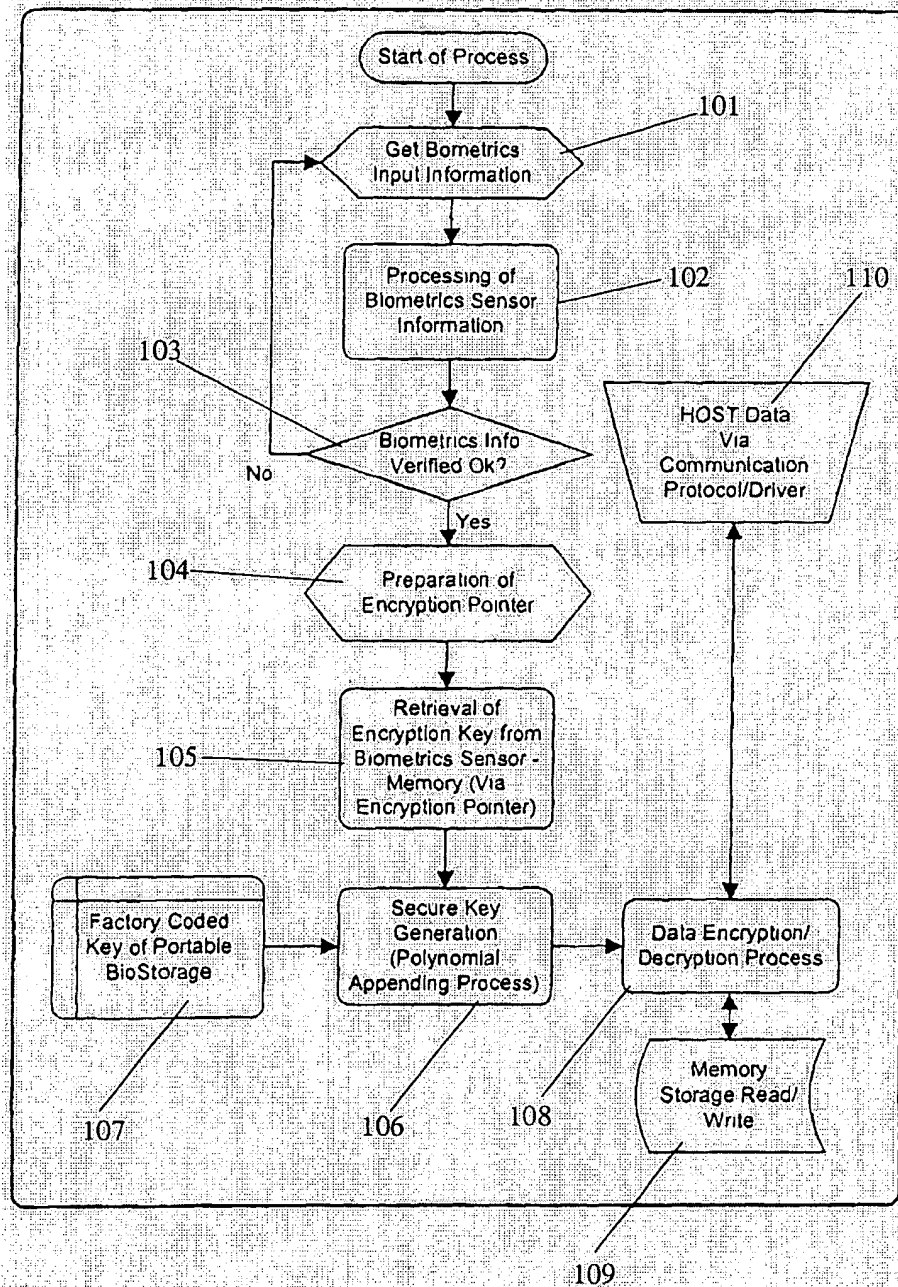 Start of Process
101
Get Bometrics
Input Information
Processing of
Biometrics Sensor
Information
102
110
103
Biometrics Info
Verified Ok?
No
Yes
HOST Data
Via
Communication
Protocol/Driver
104
Preparation of
Encryption Pointer
Retrieval of
Encryption Key from
Biometrics Sensor -
Memory (Via
Encryption Pointer)
105
Factory Coded
Key of Portable
BioStorage
Secure Key
Generation
(Polynomial
Appending Process)
Data Encryption/
Decryption Process
Memory
Storage Read/
Write
107
106
108
109